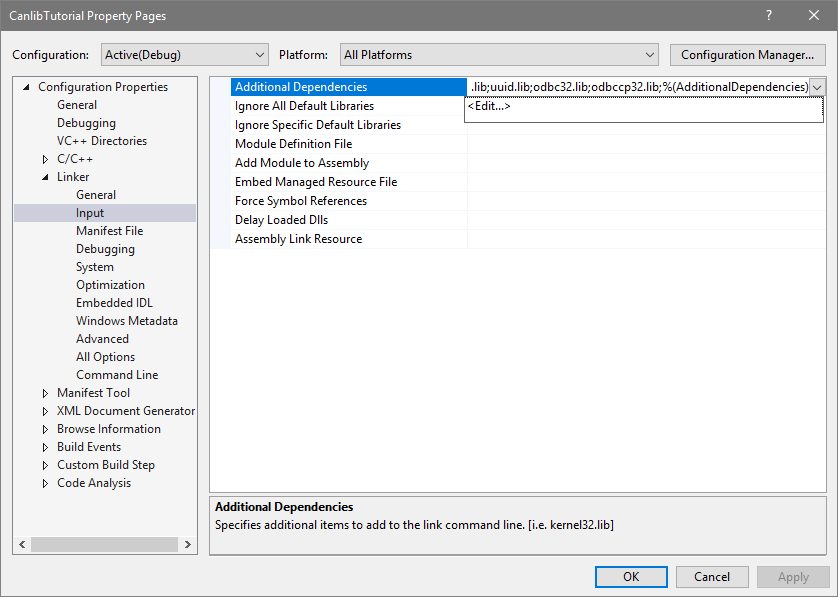 CanlibTutorial Property Pages
?
Configuration: Active(Debug) Platform: All Platforms Configuration Manager...
Configuration Properties
General
Debugging
VC++ Directories
C/C++
Linker
General
Input
Manifest File
Debugging
System
Optimization
Embedded IDL
Windows Metadata
Advanced
All Options
Command Line
Manifest Tool
XML Document Generator
Browse Information
Build Events
Custom Build Step
Code Analysis
Additional Dependencies .lib;uuid.lib;odbc32.lib;odbccp32.lib;%(AdditionalDependencies)
Ignore All Default Libraries <Edit...>
Ignore Specific Default Libraries
Module Definition File
Add Module to Assembly
Embed Managed Resource File
Force Symbol References
Delay Loaded Dlls
Assembly Link Resource
Additional Dependencies
Specifies additional items to add to the link command line. [i.e. kernel32.lib]
OK Cancel Apply